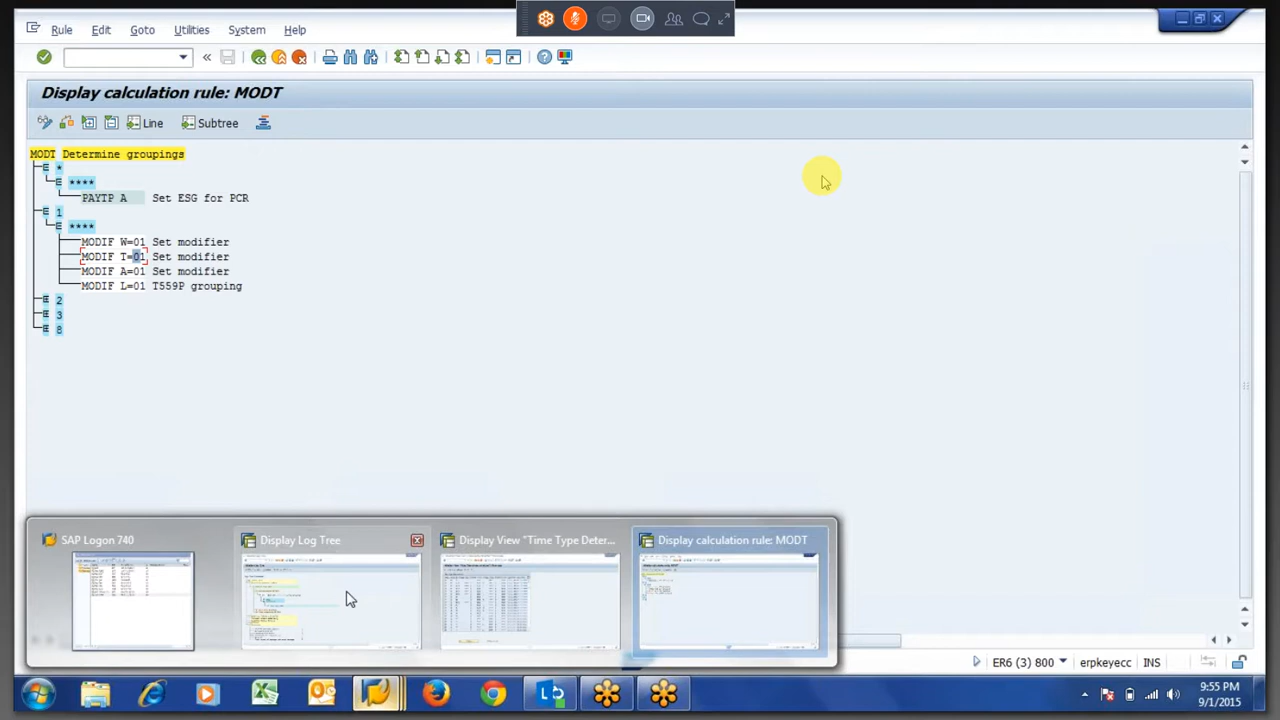 Rule Edit Goto Utilities System Help
Display calculation rule: MODT
Line Subtree
MODT Determine groupings
*
****
PAYTP A Set ESG for PCR
1
****
MODIF W=01 Set modifier
MODIF T=01 Set modifier
MODIF A=01 Set modifier
MODIF L=01 T559P grouping
2
3
8
SAP Logon 740 Display Log Tree Display View "Time Type Deter... Display calculation rule: MODT
ER6 (3) 800 erpkeyecc INS
9:55 PM
9/1/2015